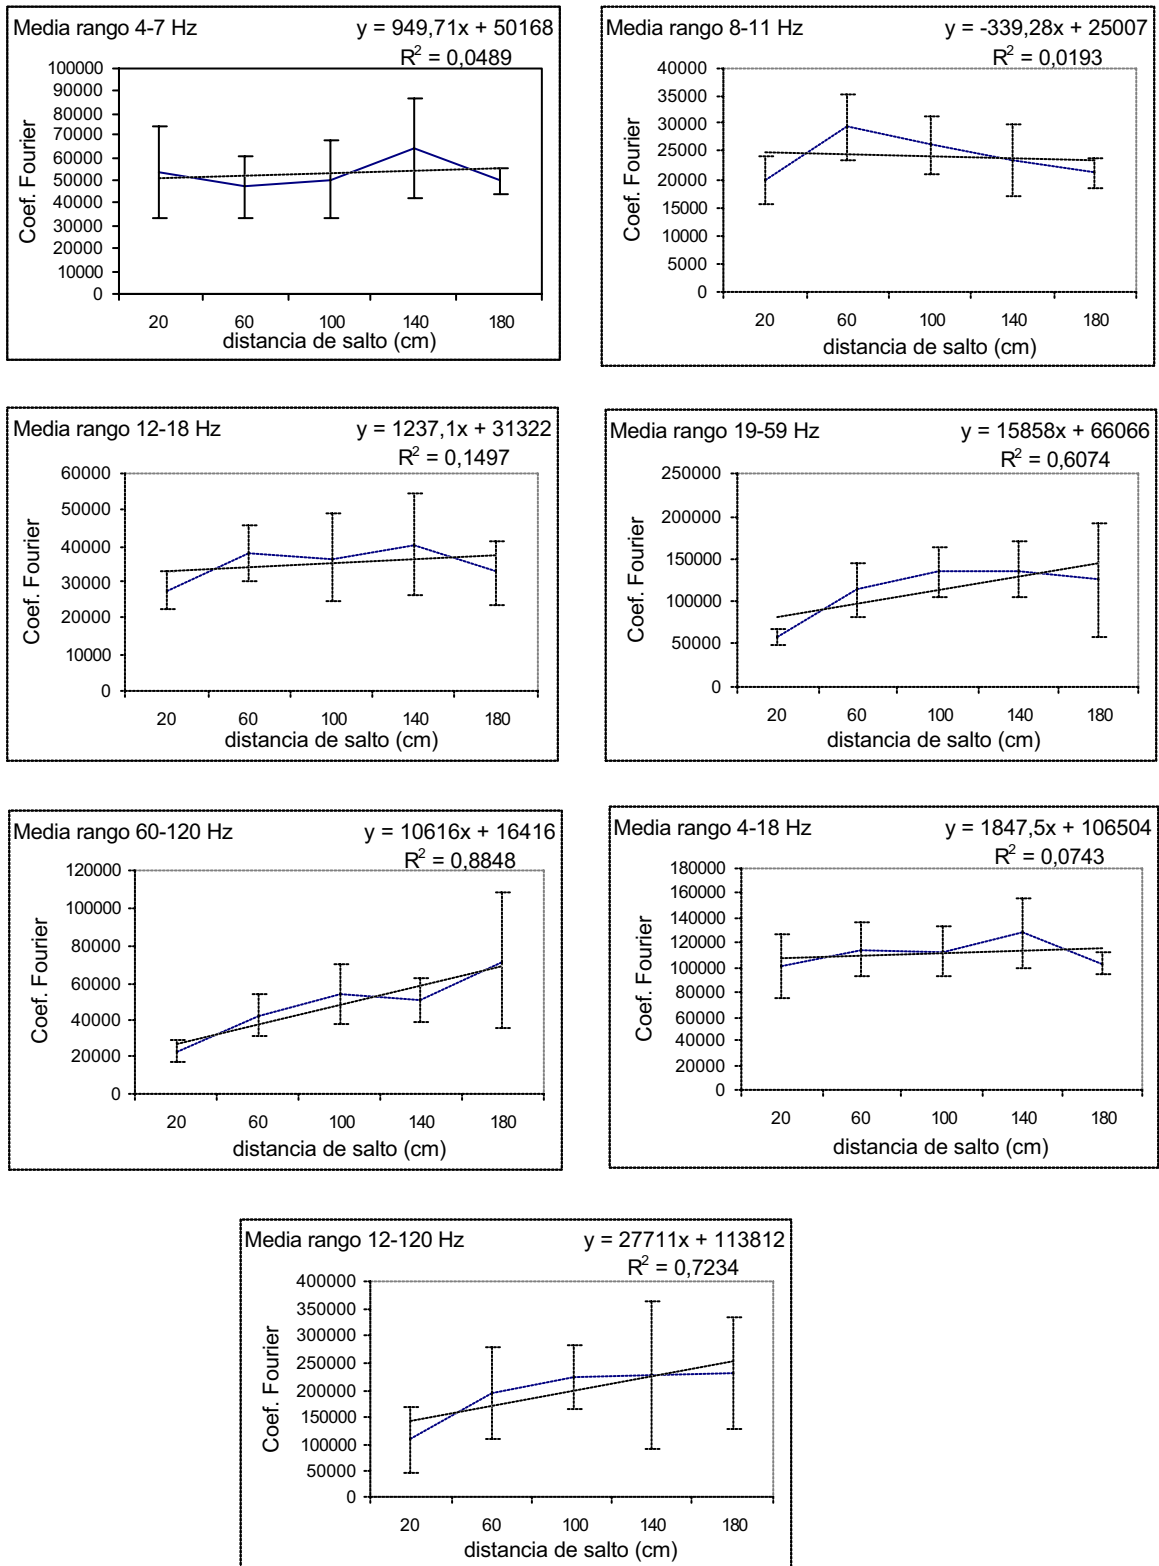 Media rango 4-7 Hz
y = 949,71x + 50168
R² = 0,0489
100000
90000
80000
70000
60000
50000
40000
30000
20000
10000
0
Coef. Fourier
20 60 100 140 180
distancia de salto (cm)
Media rango 8-11 Hz
y = -339,28x + 25007
R² = 0,0193
40000
35000
30000
25000
20000
15000
10000
5000
0
Coef. Fourier
20 60 100 140 180
distancia de salto (cm)
Media rango 12-18 Hz
y = 1237,1x + 31322
R² = 0,1497
60000
50000
40000
30000
20000
10000
0
Coef. Fourier
20 60 100 140 180
distancia de salto (cm)
Media rango 19-59 Hz
y = 15858x + 66066
R² = 0,6074
250000
200000
150000
100000
50000
0
Coef. Fourier
20 60 100 140 180
distancia de salto (cm)
Media rango 60-120 Hz
y = 10616x + 16416
R² = 0,8848
120000
100000
80000
60000
40000
20000
0
Coef. Fourier
20 60 100 140 180
distancia de salto (cm)
Media rango 4-18 Hz
y = 1847,5x + 106504
R² = 0,0743
180000
160000
140000
120000
100000
80000
60000
40000
20000
0
Coef. Fourier
20 60 100 140 180
distancia de salto (cm)
Media rango 12-120 Hz
y = 27711x + 113812
R² = 0,7234
400000
350000
300000
250000
200000
150000
100000
50000
0
Coef. Fourier
20 60 100 140 180
distancia de salto (cm)